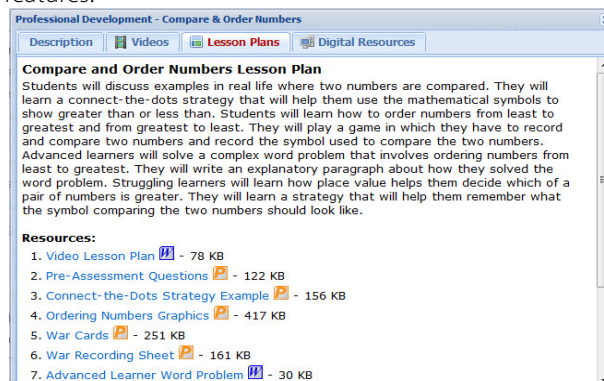 features.
Professional Development - Compare & Order Numbers
Description Videos Lesson Plans Digital Resources
Compare and Order Numbers Lesson Plan
Students will discuss examples in real life where two numbers are compared. They will
learn a connect-the-dots strategy that will help them use the mathematical symbols to
show greater than or less than. Students will learn how to order numbers from least to
greatest and from greatest to least. They will play a game in which they have to record
and compare two numbers and record the symbol used to compare the two numbers.
Advanced learners will solve a complex word problem that involves ordering numbers from
least to greatest. They will write an explanatory paragraph about how they solved the
word problem. Struggling learners will learn how place value helps them decide which of a
pair of numbers is greater. They will learn a strategy that will help them remember what
the symbol comparing the two numbers should look like.
Resources:
1. Video Lesson Plan - 78 KB
2. Pre-Assessment Questions - 122 KB
3. Connect-the-Dots Strategy Example - 156 KB
4. Ordering Numbers Graphics - 417 KB
5. War Cards - 251 KB
6. War Recording Sheet - 161 KB
7. Advanced Learner Word Problem - 30 KB